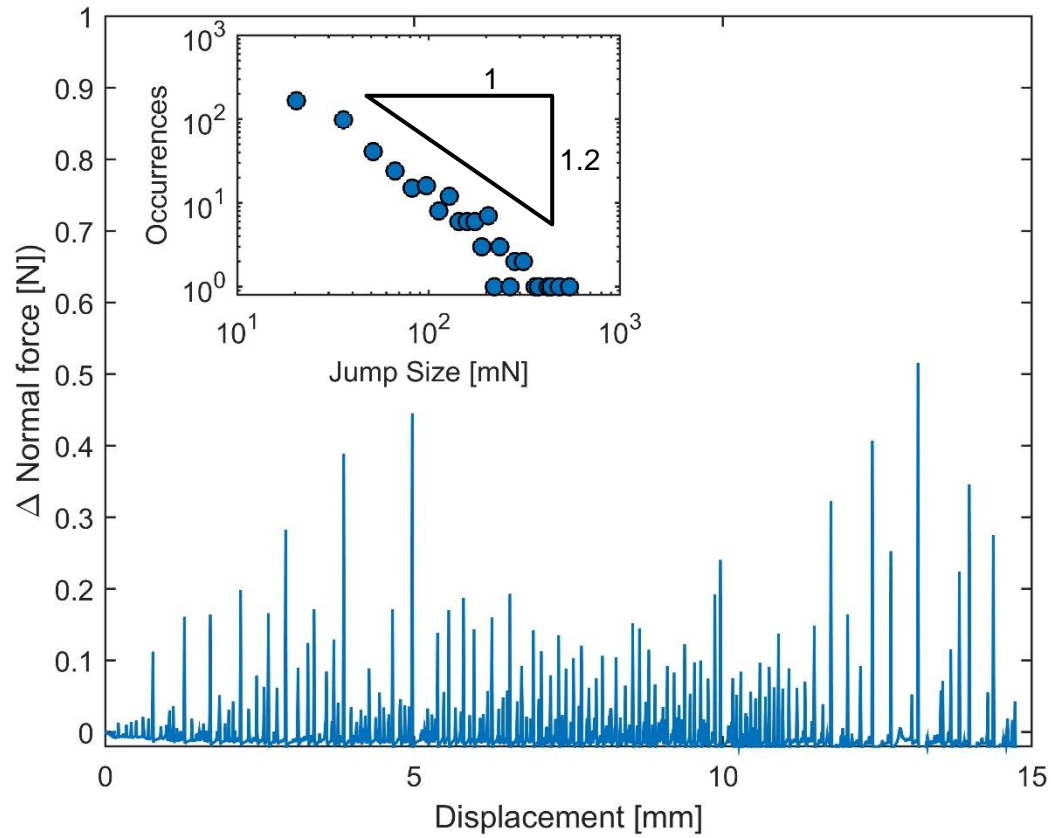 1
0.9
0.8
0.7
0.6
0.5
0.4
0.3
0.2
0.1
0
Δ Normal force [N])
0 5 10 15
Displacement [mm]
10³
10²
10¹
10⁰
Occurrences
1
1.2
10¹ 10² 10³
Jump Size [mN]